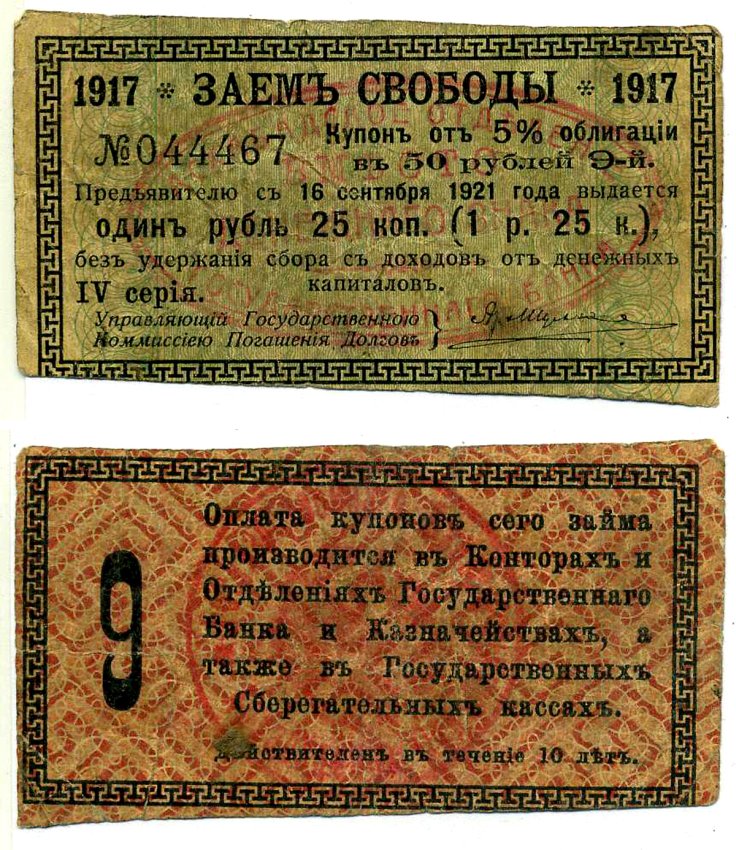 1917 * ЗАЕМЪ СВОБОДЫ * 1917
№044467 Купонъ отъ 5% облигаціи
въ 50 рублей 9-й.
Предъявителю съ 16 сентября 1921 года выдается
одинъ рубль 25 коп. (1 р. 25 к.),
безъ удержанія сбора съ доходовъ отъ денежныхъ
капиталовъ.
IV серія.
Управляющій Государственною
Коммиссіею Погашенія Долговъ }
9
Оплата купоновъ сего займа
производится въ Конторахъ и
Отдѣленіяхъ Государственнаго
Банка и Казначействахъ, а
также въ Государственныхъ
Сберегательныхъ кассахъ.
Дѣйствителенъ въ теченіе 10 лѣтъ.